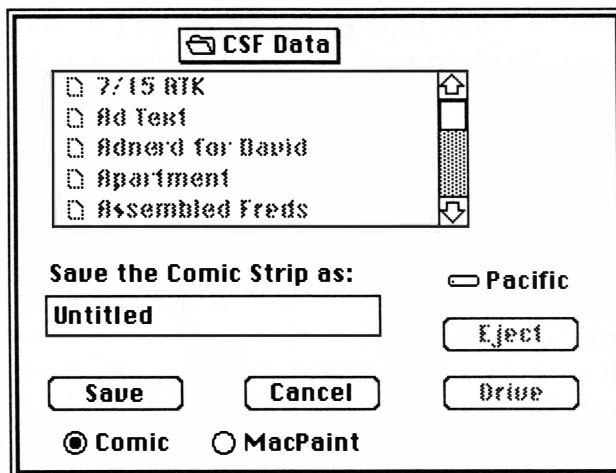 CSF Data
7/15 RTK
Ad Text
Adnerd for David
Apartment
Assembled Freds
Save the Comic Strip as:
Pacific
Untitled
Eject
Save
Cancel
Drive
Comic
MacPaint